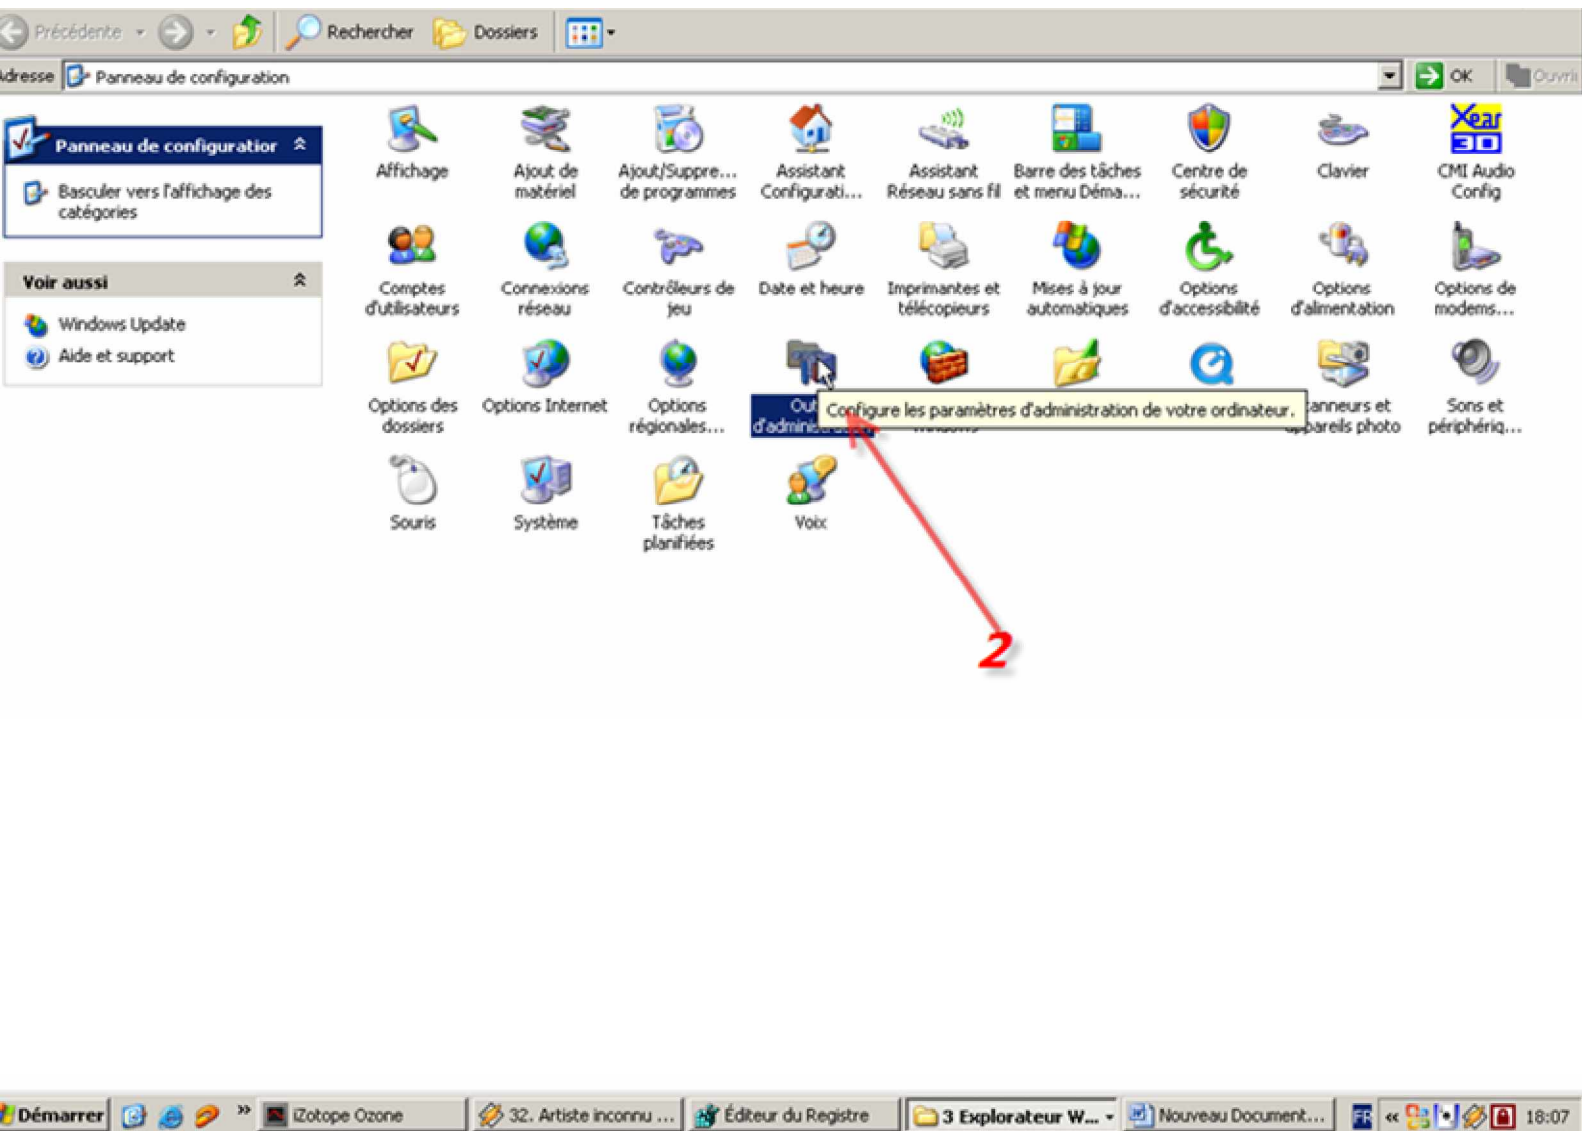 Précédente
Rechercher
Dossiers
Adresse
Panneau de configuration
OK
Ouvrir
Panneau de configuration
Basculer vers l'affichage des
catégories
Voir aussi
Windows Update
Aide et support
Affichage
Ajout de
matériel
Ajout/Suppre...
de programmes
Assistant
Configurati...
Assistant
Réseau sans fil
Barre des tâches
et menu Déma...
Centre de
sécurité
Clavier
Xear
3D
CMI Audio
Config
Comptes
d'utilisateurs
Connexions
réseau
Contrôleurs de
jeu
Date et heure
Imprimantes et
télécopieurs
Mises à jour
automatiques
Options
d'accessibilité
Options
d'alimentation
Options de
modems...
Options des
dossiers
Options Internet
Options
régionales...
Out
Configure les paramètres d'administration de votre ordinateur.
anneurs et
appareils photo
Sons et
périphériq...
Souris
Système
Tâches
planifiées
Voix
2
Démarrer
»
iZotope Ozone
32. Artiste inconnu ...
Éditeur du Registre
3 Explorateur W...
Nouveau Document...
FR
«
18:07